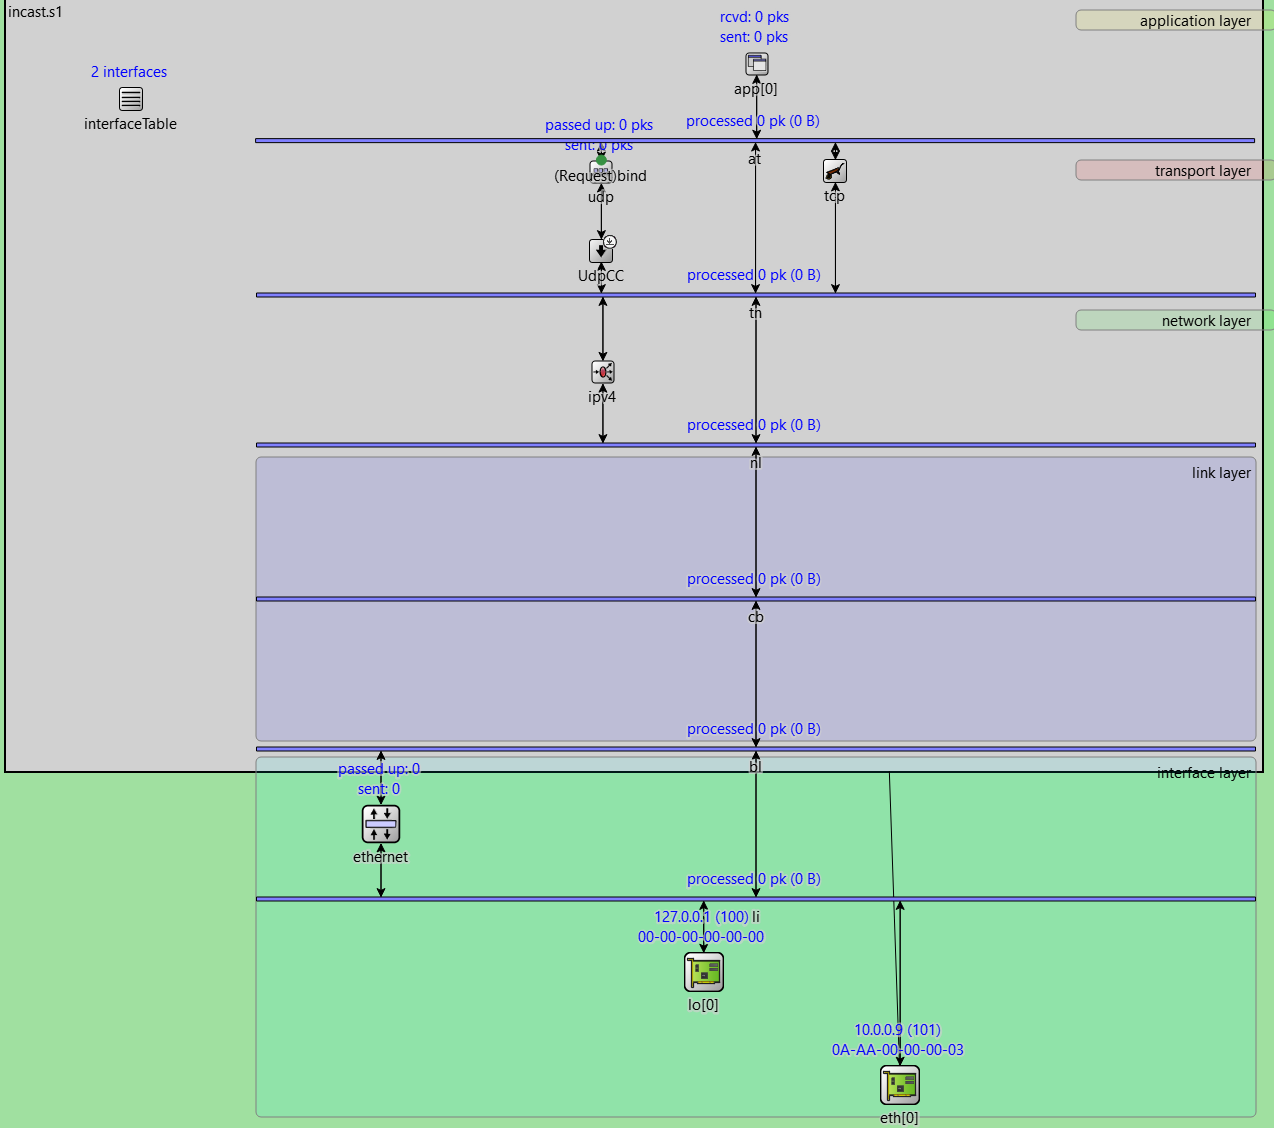 incast.s1
rcvd: 0 pks
sent: 0 pks
application layer
2 interfaces
interfaceTable
app[0]
passed up: 0 pks
processed 0 pk (0 B)
sent: 0 pks
at
(Request)bind
udp
tcp
transport layer
UdpCC
processed 0 pk (0 B)
tn
network layer
ipv4
processed 0 pk (0 B)
nl
link layer
processed 0 pk (0 B)
cb
processed 0 pk (0 B)
bl
interface layer
passed up: 0
sent: 0
ethernet
processed 0 pk (0 B)
127.0.0.1 (100) li
00-00-00-00-00-00
lo[0]
10.0.0.9 (101)
0A-AA-00-00-00-03
eth[0]